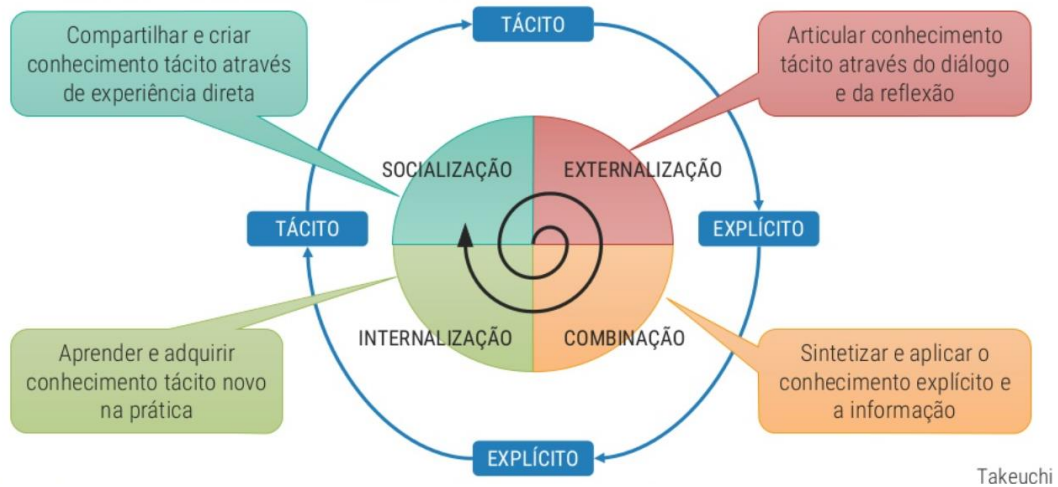 TÁCITO
Compartilhar e criar
conhecimento tácito através
de experiência direta
Articular conhecimento
tácito através do diálogo
e da reflexão
SOCIALIZAÇÃO
EXTERNALIZAÇÃO
TÁCITO
EXPLÍCITO
INTERNALIZAÇÃO
COMBINAÇÃO
Aprender e adquirir
conhecimento tácito novo
na prática
Sintetizar e aplicar o
conhecimento explícito e
a informação
EXPLÍCITO
Takeuchi